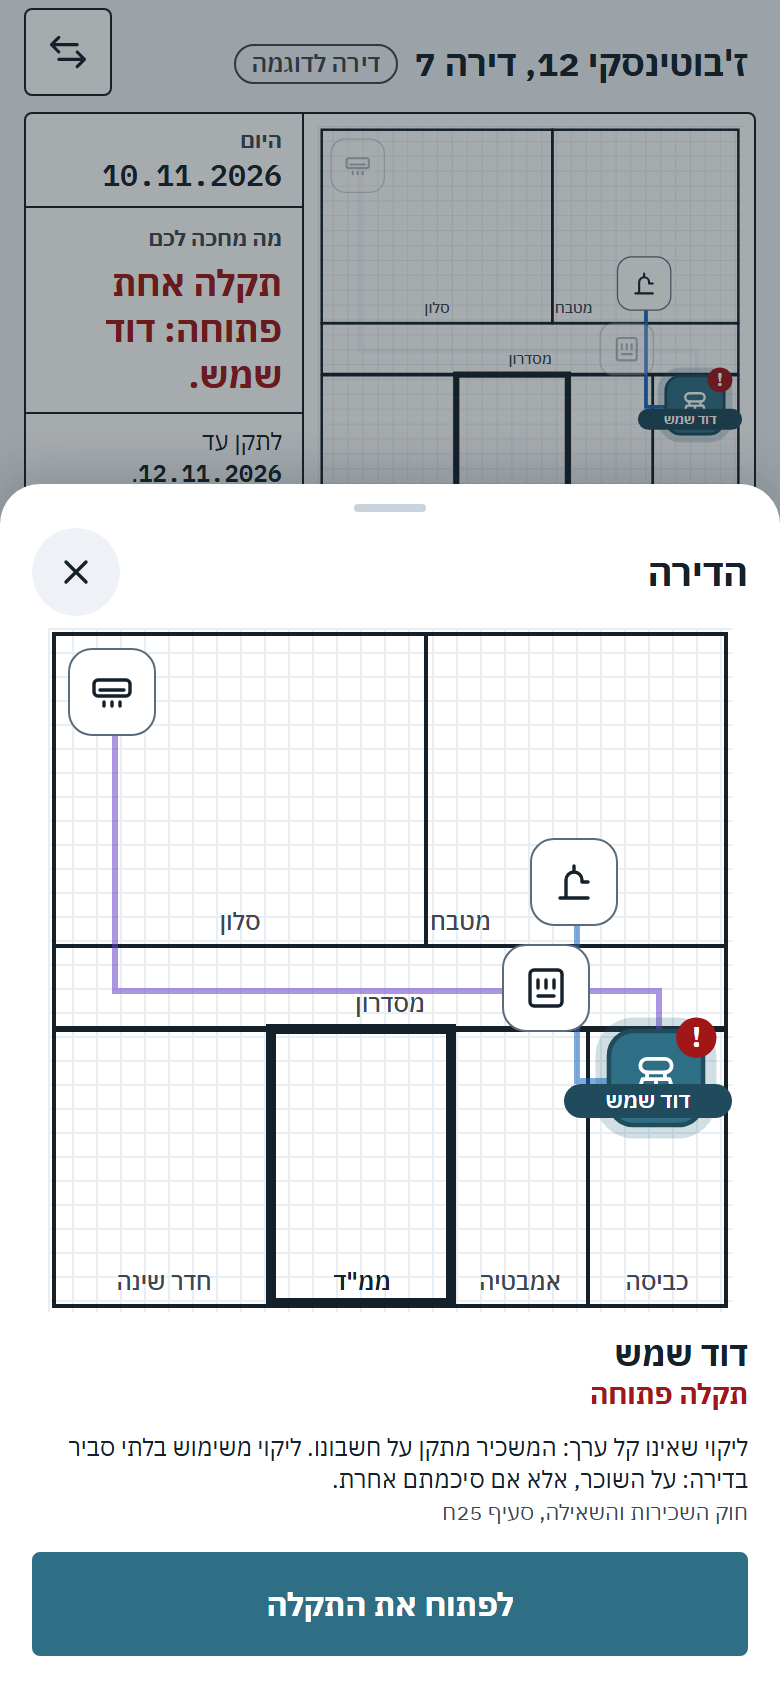 ז'בוטינסקי 12, דירה 7
דירה לדוגמה
היום
10.11.2026
מה מחכה לכם
תקלה אחת
פתוחה: דוד
שמש.
לתקן עד
12.11.2026.
סלון
מטבח
מסדרון
!
דוד שמש
הדירה
סלון
מטבח
מסדרון
!
דוד שמש
חדר שינה
ממ"ד
אמבטיה
כביסה
דוד שמש
תקלה פתוחה
ליקוי שאינו קל ערך: המשכיר מתקן על חשבונו. ליקוי משימוש בלתי סביר
בדירה: על השוכר, אלא אם סיכמתם אחרת.
חוק השכירות והשאילה, סעיף 25ח
לפתוח את התקלה